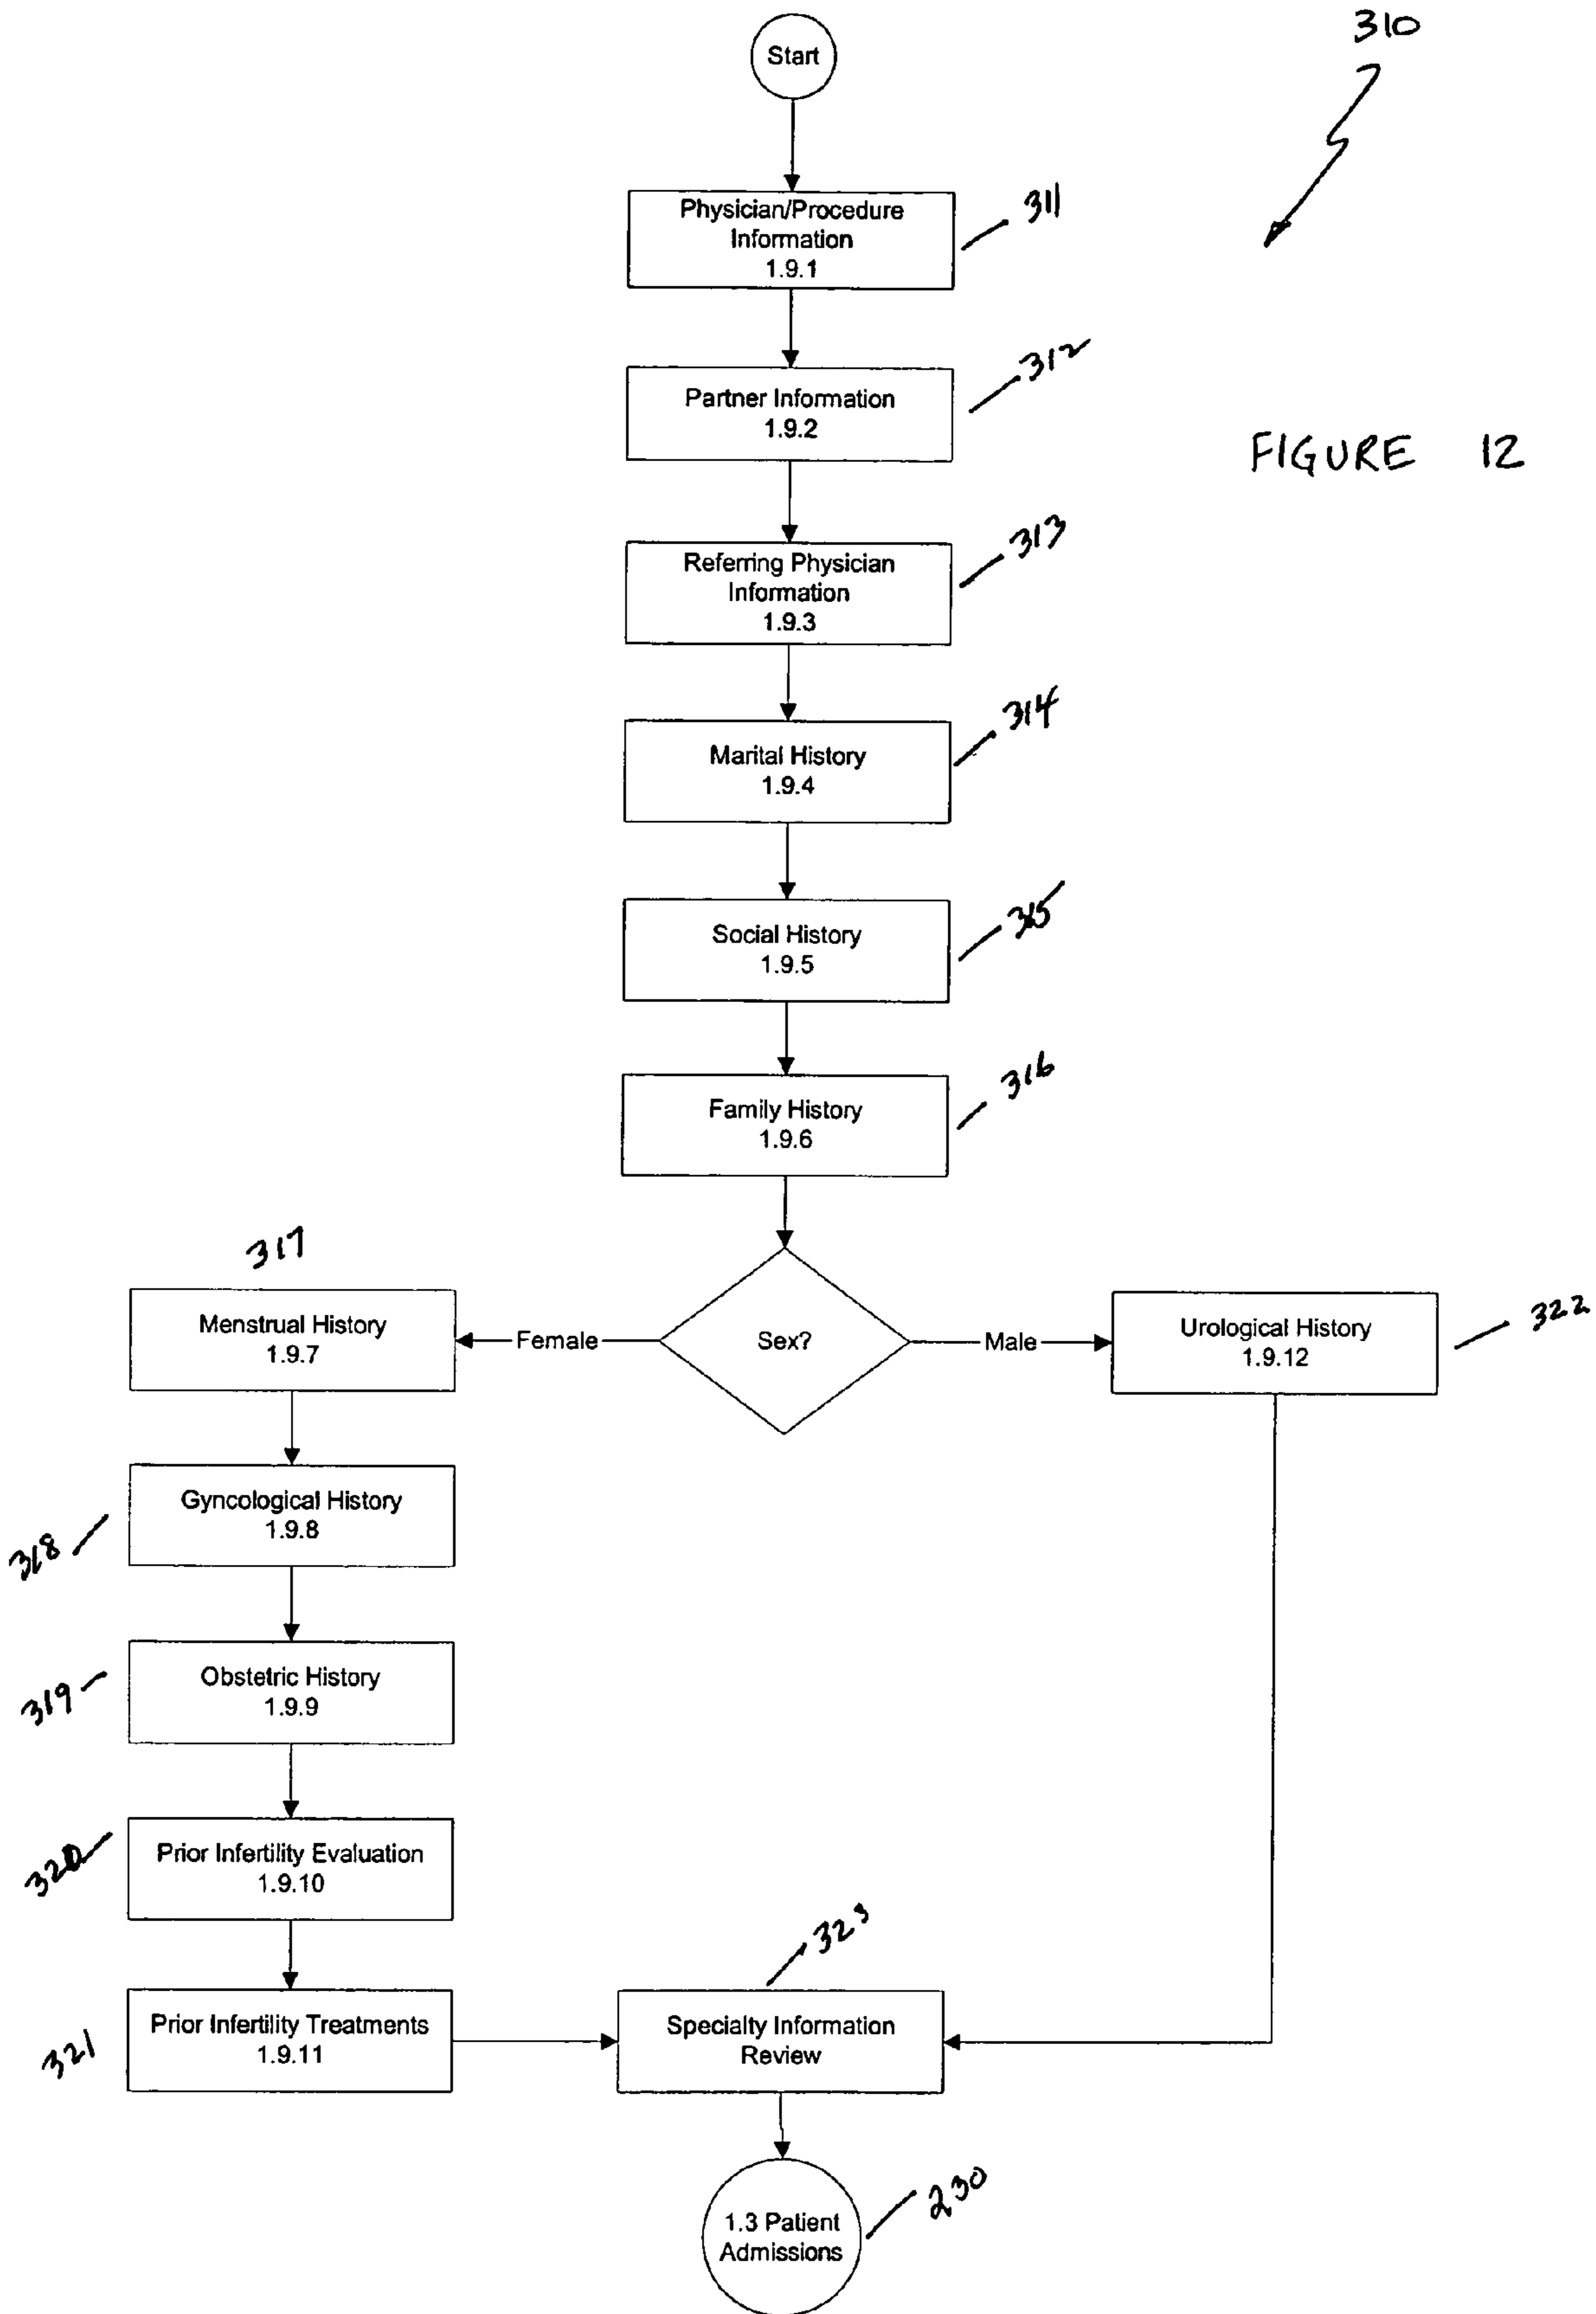 Start
310
Physician/Procedure
Information
1.9.1
311
Partner Information
1.9.2
312
FIGURE 12
Referring Physician
Information
1.9.3
313
Marital History
1.9.4
314
Social History
1.9.5
315
Family History
1.9.6
316
317
Menstrual History
1.9.7
Female
Sex?
Male
Urological History
1.9.12
322
Gyncological History
1.9.8
318
Obstetric History
1.9.9
319
Prior Infertility Evaluation
1.9.10
320
Prior Infertility Treatments
1.9.11
321
323
Specialty Information
Review
1.3 Patient
Admissions
230